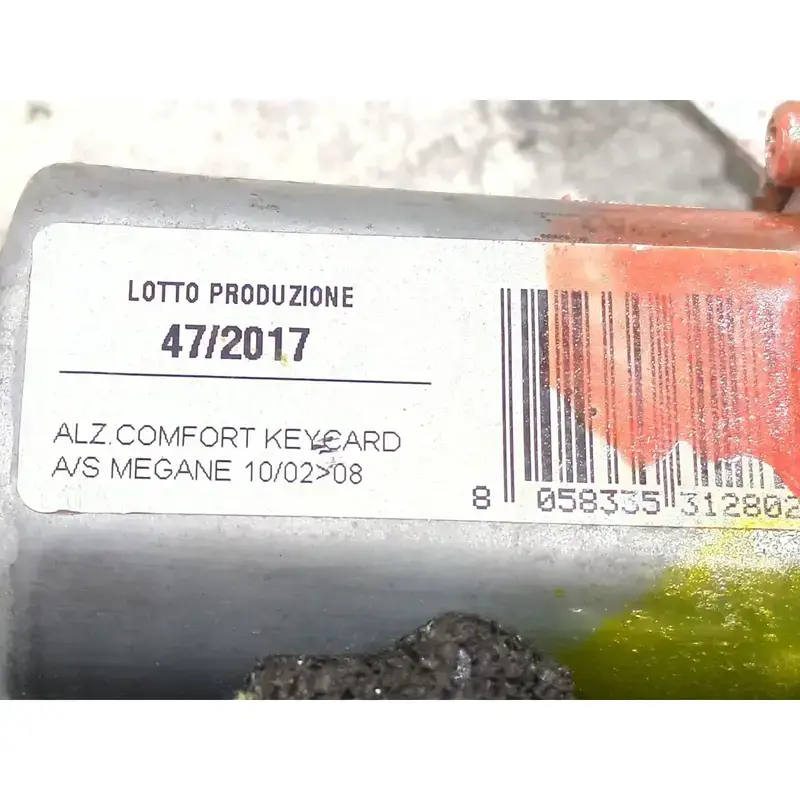 LOTTO PRODUZIONE
47/2017
ALZ.COMFORT KEYCARD
A/S MEGANE 10/02>08
8 058335 312802